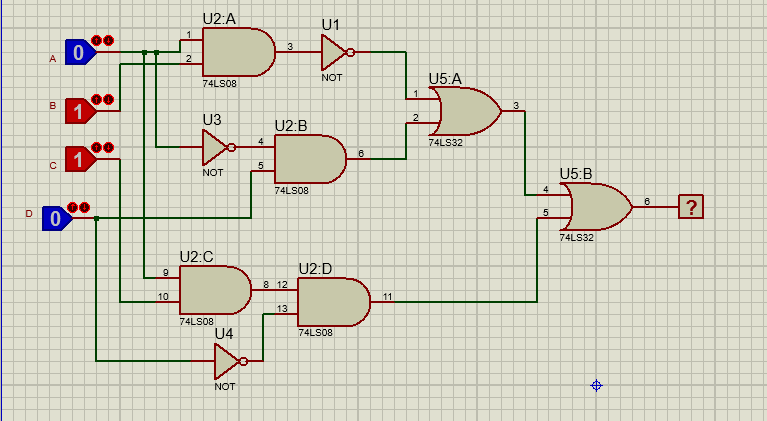 U2:A
U1
A 0 1 3
2
74LS08 NOT
U5:A
B 1
1 3
2
74LS32
U3
U2:B
C 1 4 6
5
NOT 74LS08
U5:B
4 6 ?
5
74LS32
D 0
U2:C
U2:D
9 8 12 11
10 13
74LS08 74LS08
U4
NOT